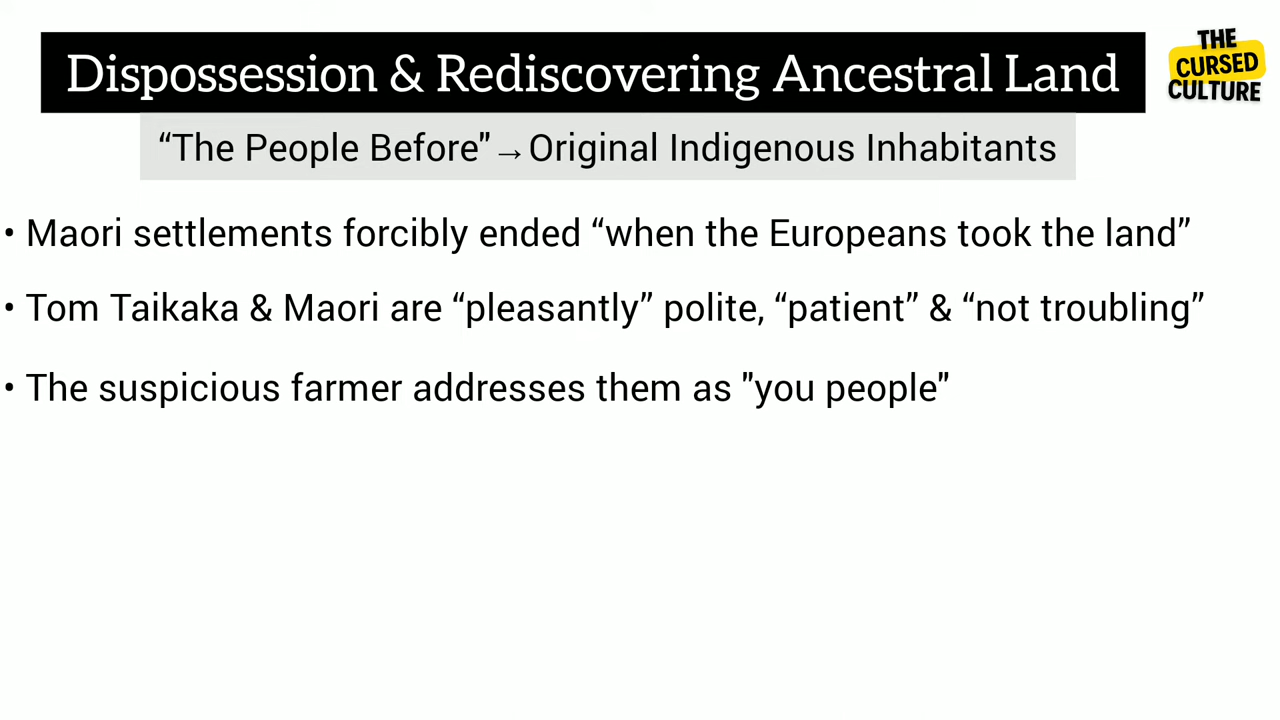 Dispossession & Rediscovering Ancestral Land
THE
CURSED
CULTURE
“The People Before"→Original Indigenous Inhabitants
• Maori settlements forcibly ended “when the Europeans took the land”
• Tom Taikaka & Maori are “pleasantly” polite, “patient” & “not troubling”
• The suspicious farmer addresses them as "you people"